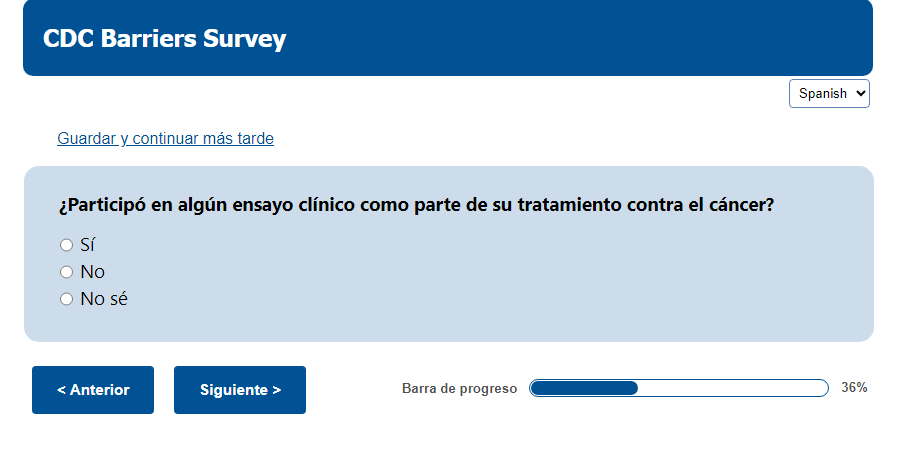 CDC Barriers Survey
Spanish
Guardar y continuar más tarde
¿Participó en algún ensayo clínico como parte de su tratamiento contra el cáncer?
Sí
No
No sé
< Anterior
Siguiente >
Barra de progreso
36%